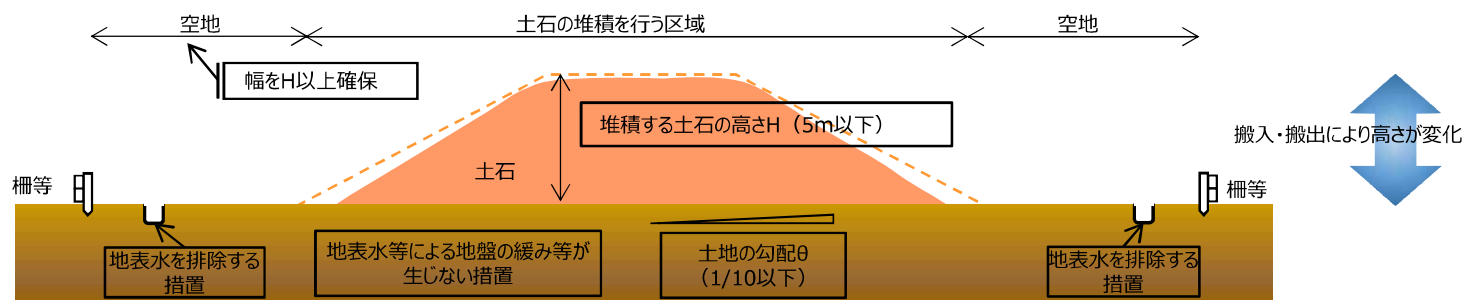 空地
土石の堆積を行う区域
空地
幅をH以上確保
堆積する土石の高さH（5m以下）
搬入・搬出により高さが変化
土石
柵等
柵等
地表水を排除する
措置
地表水等による地盤の緩み等が
生じない措置
土地の勾配θ
（1/10以下）
地表水を排除する
措置